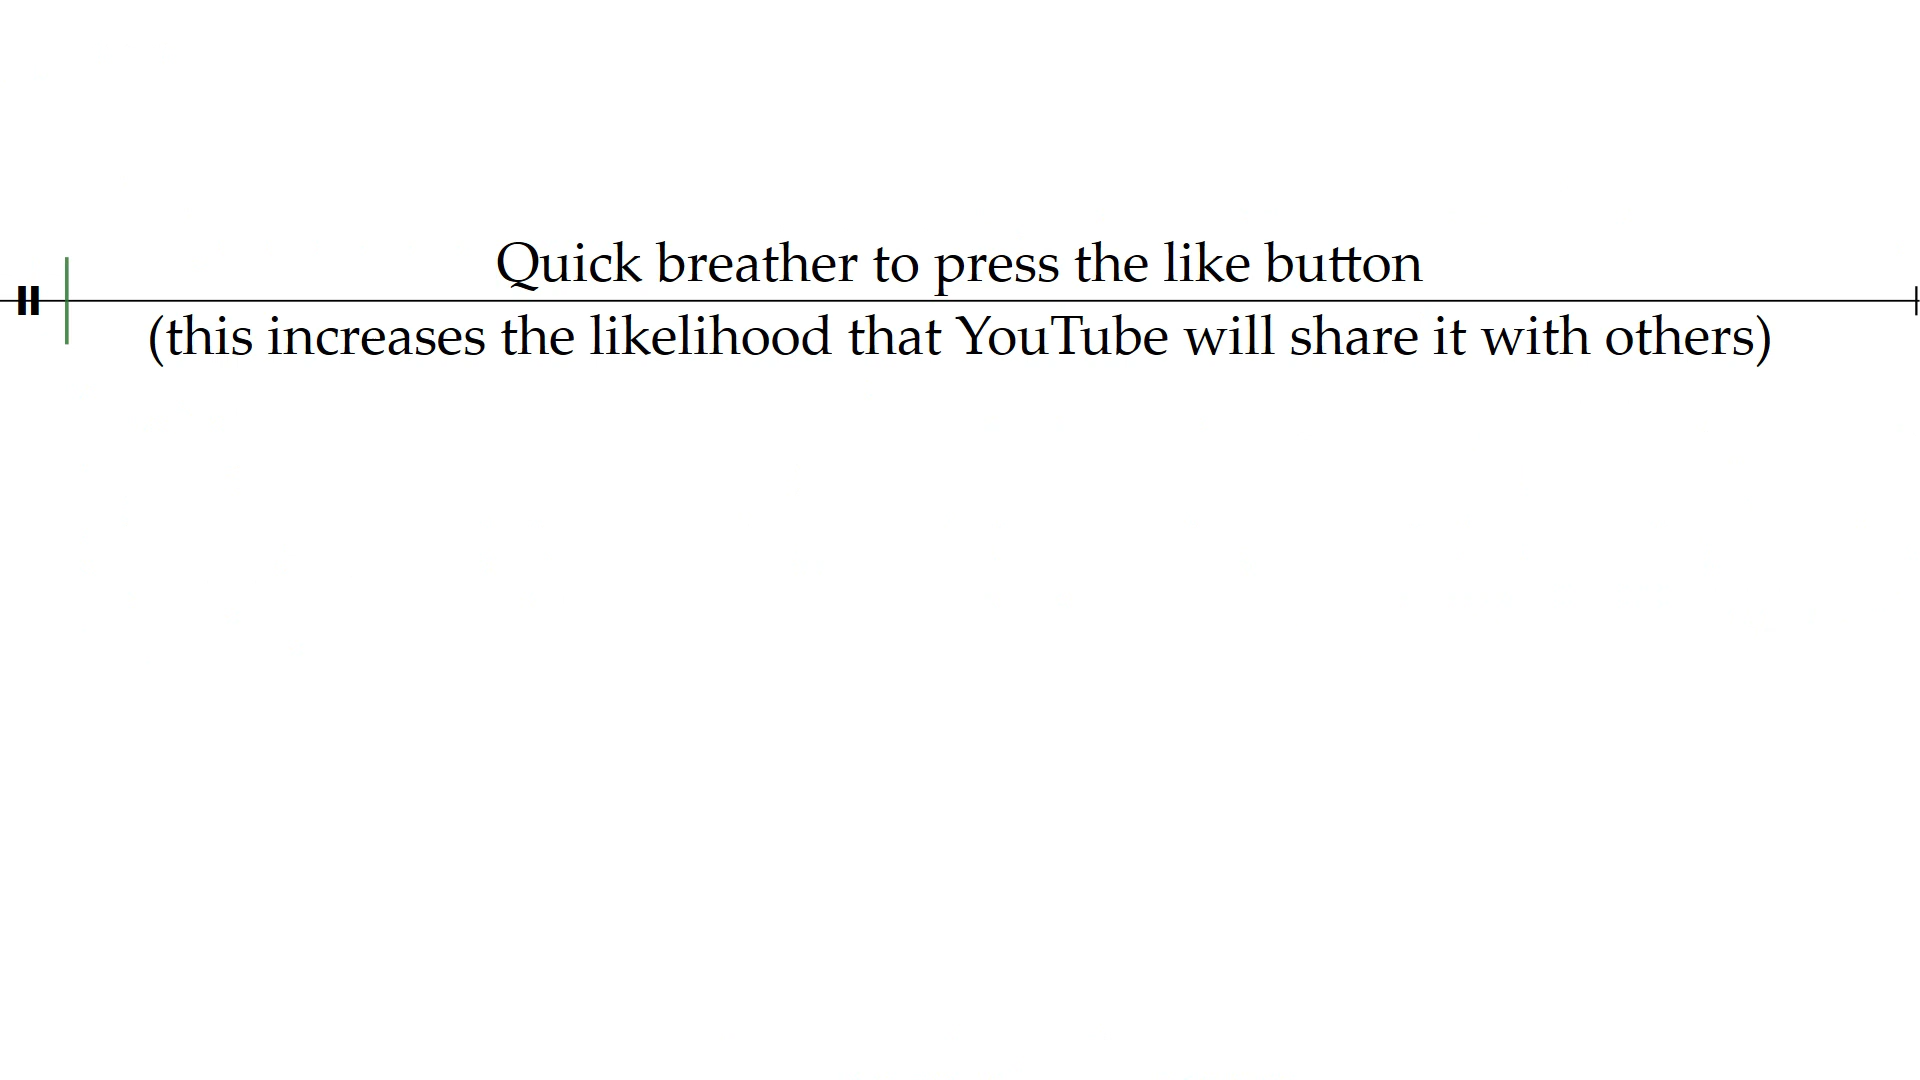 Quick breather to press the like button
(this increases the likelihood that YouTube will share it with others)